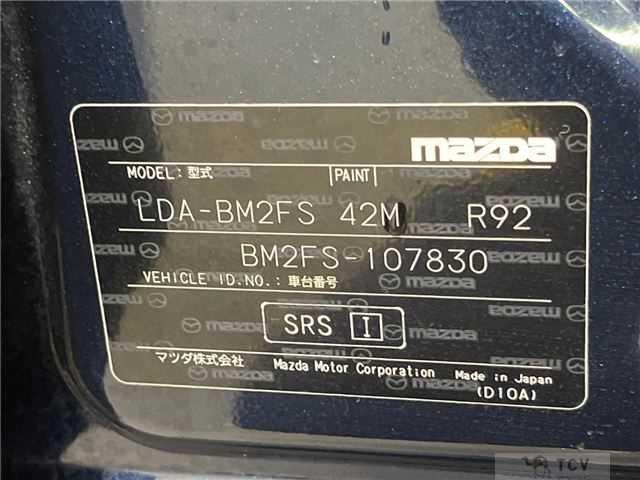 mazda
MODEL:型式 PAINT
LDA-BM2FS 42M R92
BM2FS-107830
VEHICLE ID.NO.:車台番号
SRS I
マツダ株式会社 Mazda Motor Corporation Made in Japan
(D10A)
TCV